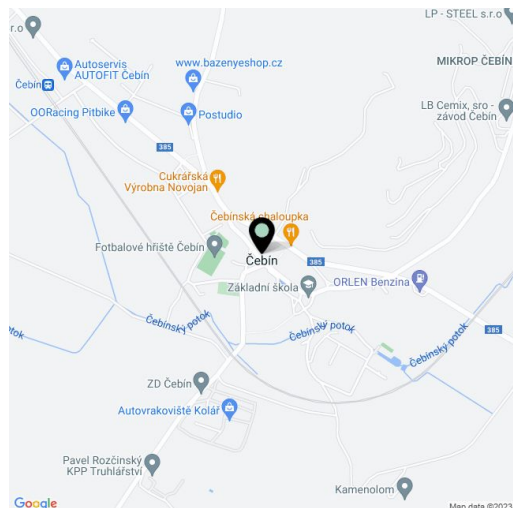 LP - STEEL s.r.o
r.o
Autoservis
AUTOFIT Čebín
www.bazenyeshop.cz
MIKROP ČEBÍN
Čebín
OORacing Pitbike
Postudio
LB Cemix, sro -
závod Čebín
385
Cukrářská
Výrobna Novojan
Čebínská chaloupka
Fotbalové hřiště Čebín
Čebín
385
Základní škola
ORLEN Benzina
Čebínský potok
Čebínský potok
Čebínský potok
385
ZD Čebín
Autovrakoviště Kolář
Pavel Rozčinský
KPP Truhlářství
Kamenolom
Google
Map data ©2023